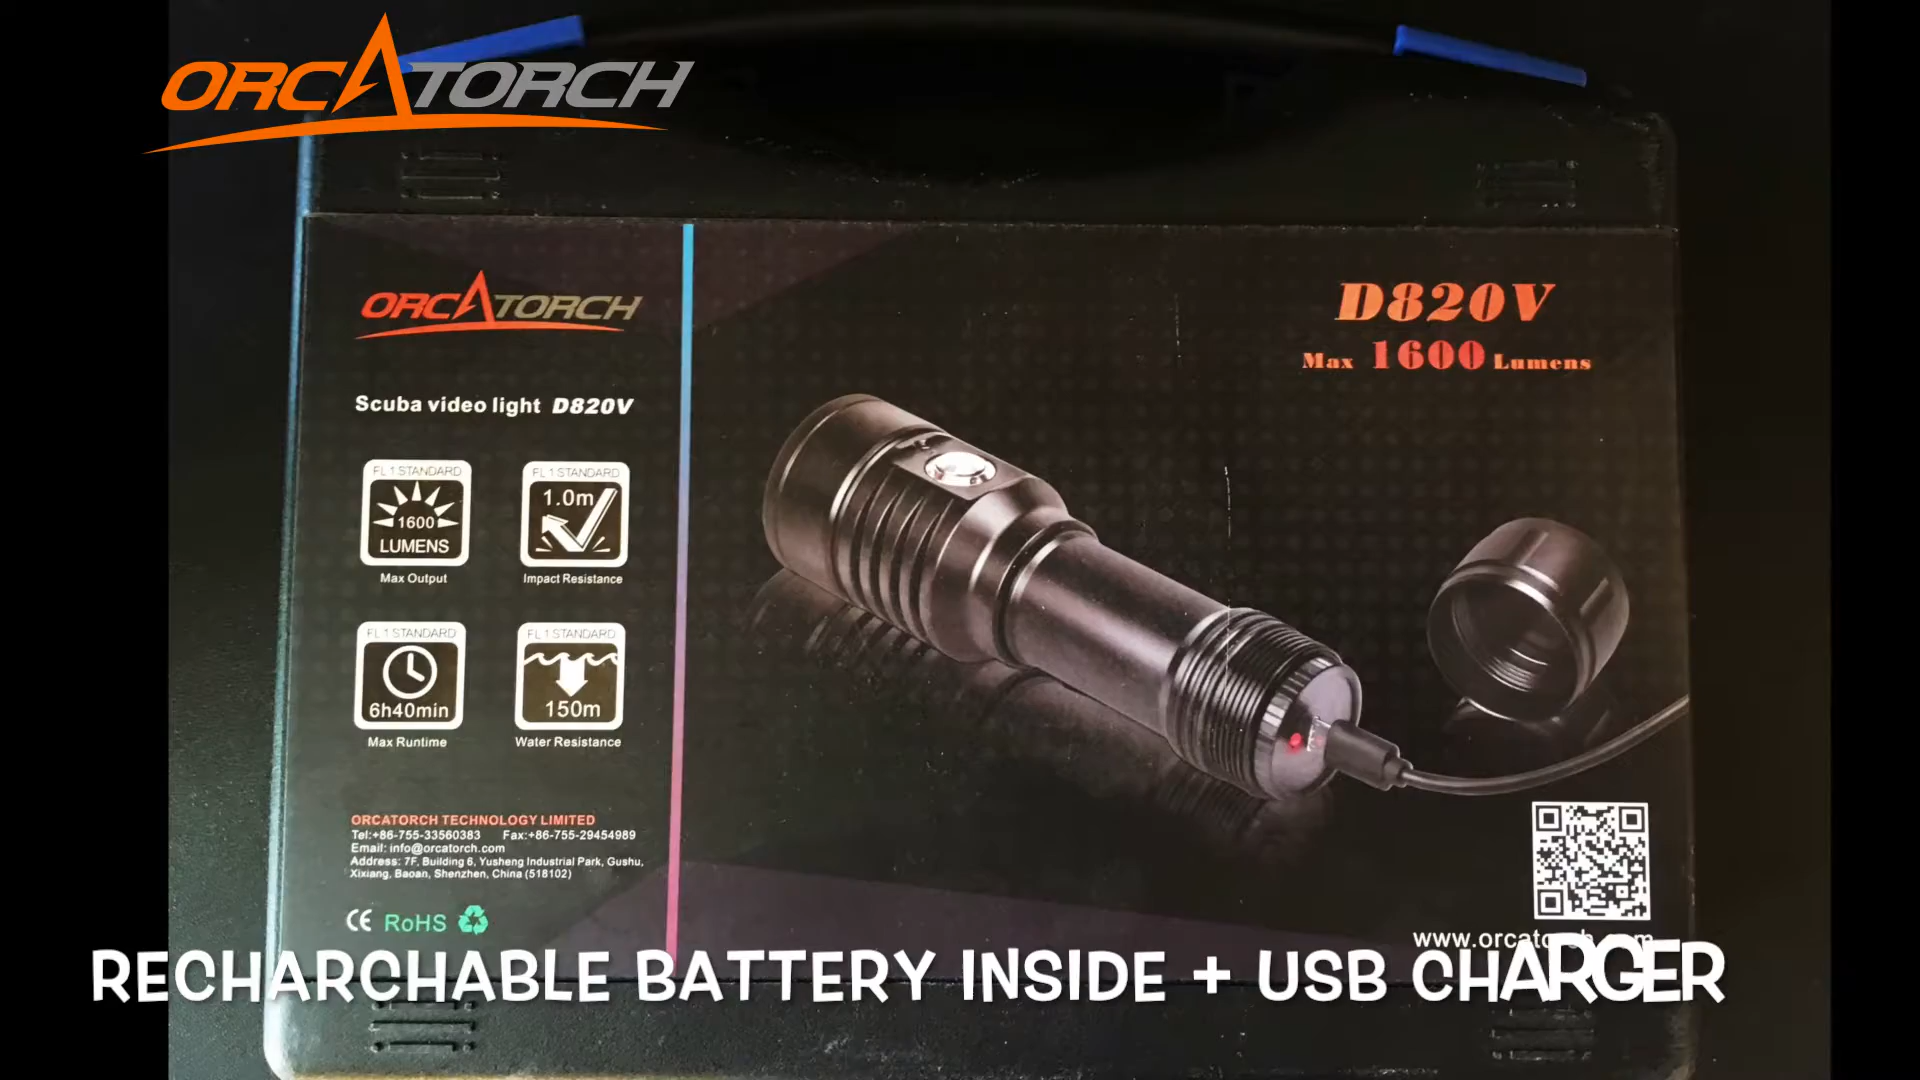 ORCATORCH
ORCATORCH
Scuba video light D820V
FL 1 STANDARD
1600
LUMENS
Max Output
FL 1 STANDARD
1.0m
Impact Resistance
FL 1 STANDARD
6h40min
Max Runtime
FL 1 STANDARD
150m
Water Resistance
ORCATORCH TECHNOLOGY LIMITED
Tel:+86-755-33560383 Fax:+86-755-29454989
Email: info@orcatorch.com
Address: 7F, Building 6, Yusheng Industrial Park, Gushu,
Xixiang, Baoan, Shenzhen, China (518102)
CE RoHS
D820V
Max 1600 Lumens
www.orcatorch.com
RECHARCHABLE BATTERY INSIDE + USB CHARGER